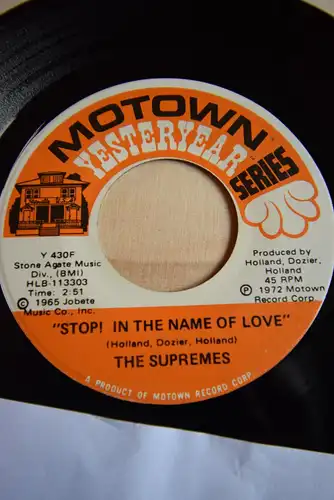 MOTOWN
YESTERYEAR
SERIES
Y 430F
Stone Agate Music
Div., (BMI)
HLB-113303
Time: 2:51
© 1965 Jobete
Music Co., Inc.
Produced by
Holland, Dozier,
Holland
45 RPM
℗ 1972 Motown
Record Corp.
"STOP! IN THE NAME OF LOVE"
(Holland, Dozier, Holland)
THE SUPREMES
A PRODUCT OF MOTOWN RECORD CORP.